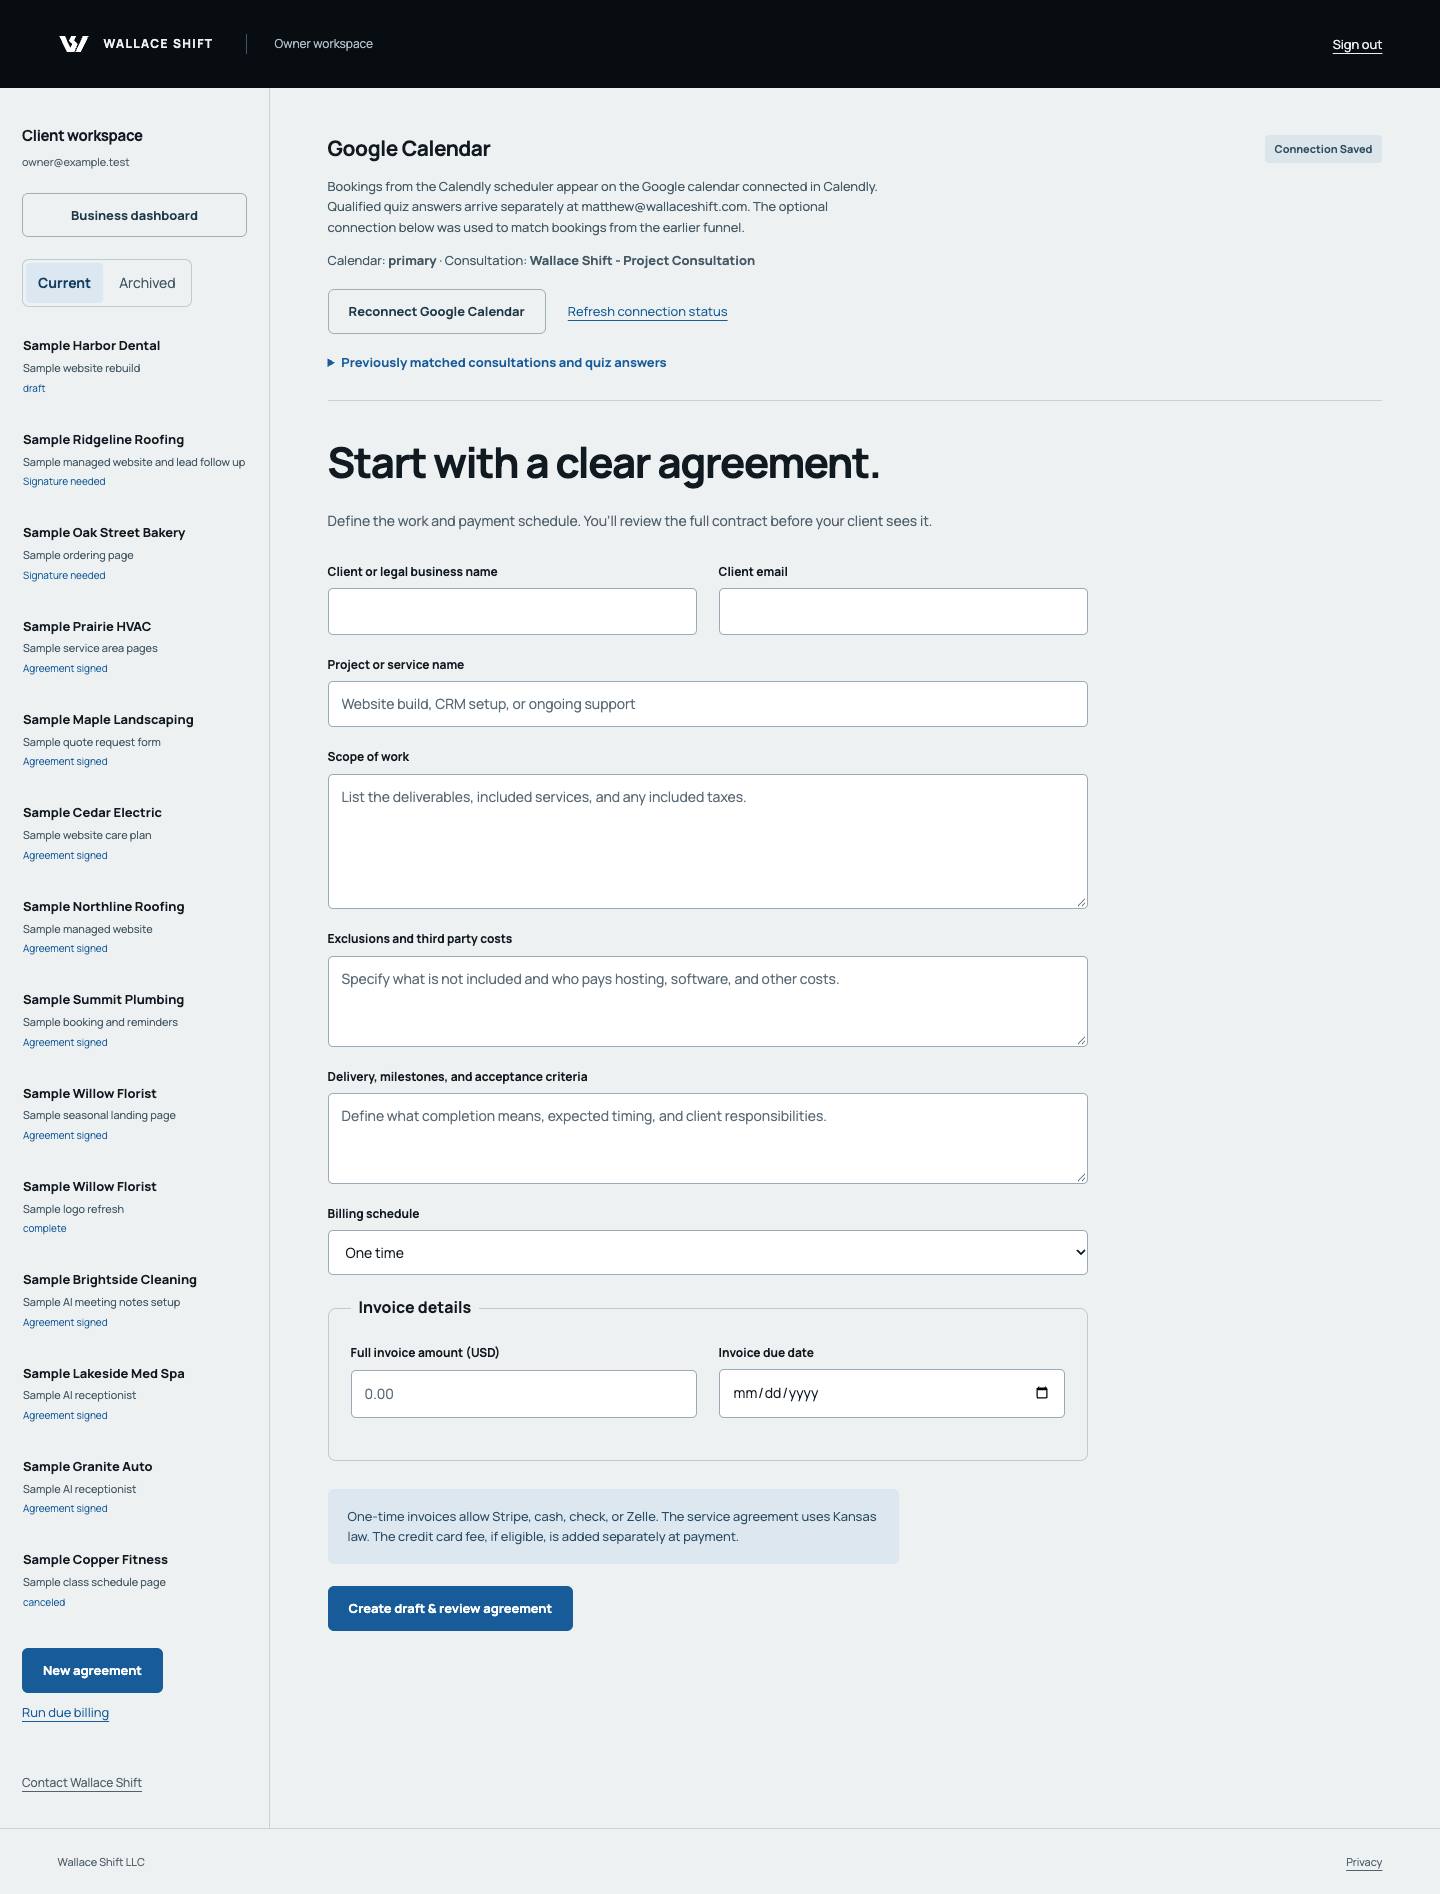 WALLACE SHIFT
Owner workspace
Sign out
Client workspace
owner@example.test
Business dashboard
Current
Archived
Sample Harbor Dental
Sample website rebuild
draft
Sample Ridgeline Roofing
Sample managed website and lead follow up
Signature needed
Sample Oak Street Bakery
Sample ordering page
Signature needed
Sample Prairie HVAC
Sample service area pages
Agreement signed
Sample Maple Landscaping
Sample quote request form
Agreement signed
Sample Cedar Electric
Sample website care plan
Agreement signed
Sample Northline Roofing
Sample managed website
Agreement signed
Sample Summit Plumbing
Sample booking and reminders
Agreement signed
Sample Willow Florist
Sample seasonal landing page
Agreement signed
Sample Willow Florist
Sample logo refresh
complete
Sample Brightside Cleaning
Sample AI meeting notes setup
Agreement signed
Sample Lakeside Med Spa
Sample AI receptionist
Agreement signed
Sample Granite Auto
Sample AI receptionist
Agreement signed
Sample Copper Fitness
Sample class schedule page
canceled
New agreement
Run due billing
Contact Wallace Shift
Google Calendar
Connection Saved
Bookings from the Calendly scheduler appear on the Google calendar connected in Calendly.
Qualified quiz answers arrive separately at matthew@wallaceshift.com. The optional
connection below was used to match bookings from the earlier funnel.
Calendar: primary · Consultation: Wallace Shift - Project Consultation
Reconnect Google Calendar
Refresh connection status
Previously matched consultations and quiz answers
Start with a clear agreement.
Define the work and payment schedule. You'll review the full contract before your client sees it.
Client or legal business name
Client email
Project or service name
Website build, CRM setup, or ongoing support
Scope of work
List the deliverables, included services, and any included taxes.
Exclusions and third party costs
Specify what is not included and who pays hosting, software, and other costs.
Delivery, milestones, and acceptance criteria
Define what completion means, expected timing, and client responsibilities.
Billing schedule
One time
Invoice details
Full invoice amount (USD)
0.00
Invoice due date
mm/dd/yyyy
One-time invoices allow Stripe, cash, check, or Zelle. The service agreement uses Kansas
law. The credit card fee, if eligible, is added separately at payment.
Create draft & review agreement
Wallace Shift LLC
Privacy